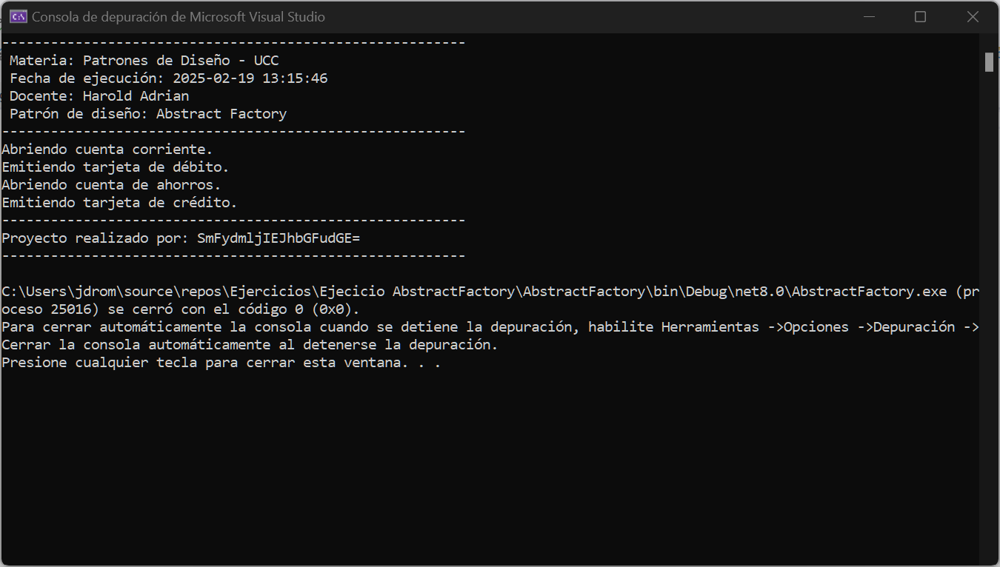 Consola de depuración de Microsoft Visual Studio
---------------------------------------------------------
Materia: Patrones de Diseño - UCC
Fecha de ejecución: 2025-02-19 13:15:46
Docente: Harold Adrian
Patrón de diseño: Abstract Factory
---------------------------------------------------------
Abriendo cuenta corriente.
Emitiendo tarjeta de débito.
Abriendo cuenta de ahorros.
Emitiendo tarjeta de crédito.
---------------------------------------------------------
Proyecto realizado por: SmFydmljIEJhbGFudGE=
---------------------------------------------------------
C:\Users\jdrom\source\repos\Ejercicios\Ejecicio AbstractFactory\AbstractFactory\bin\Debug\net8.0\AbstractFactory.exe (pr
oceso 25016) se cerró con el código 0 (0x0).
Para cerrar automáticamente la consola cuando se detiene la depuración, habilite Herramientas ->Opciones ->Depuración ->
Cerrar la consola automáticamente al detenerse la depuración.
Presione cualquier tecla para cerrar esta ventana. . .